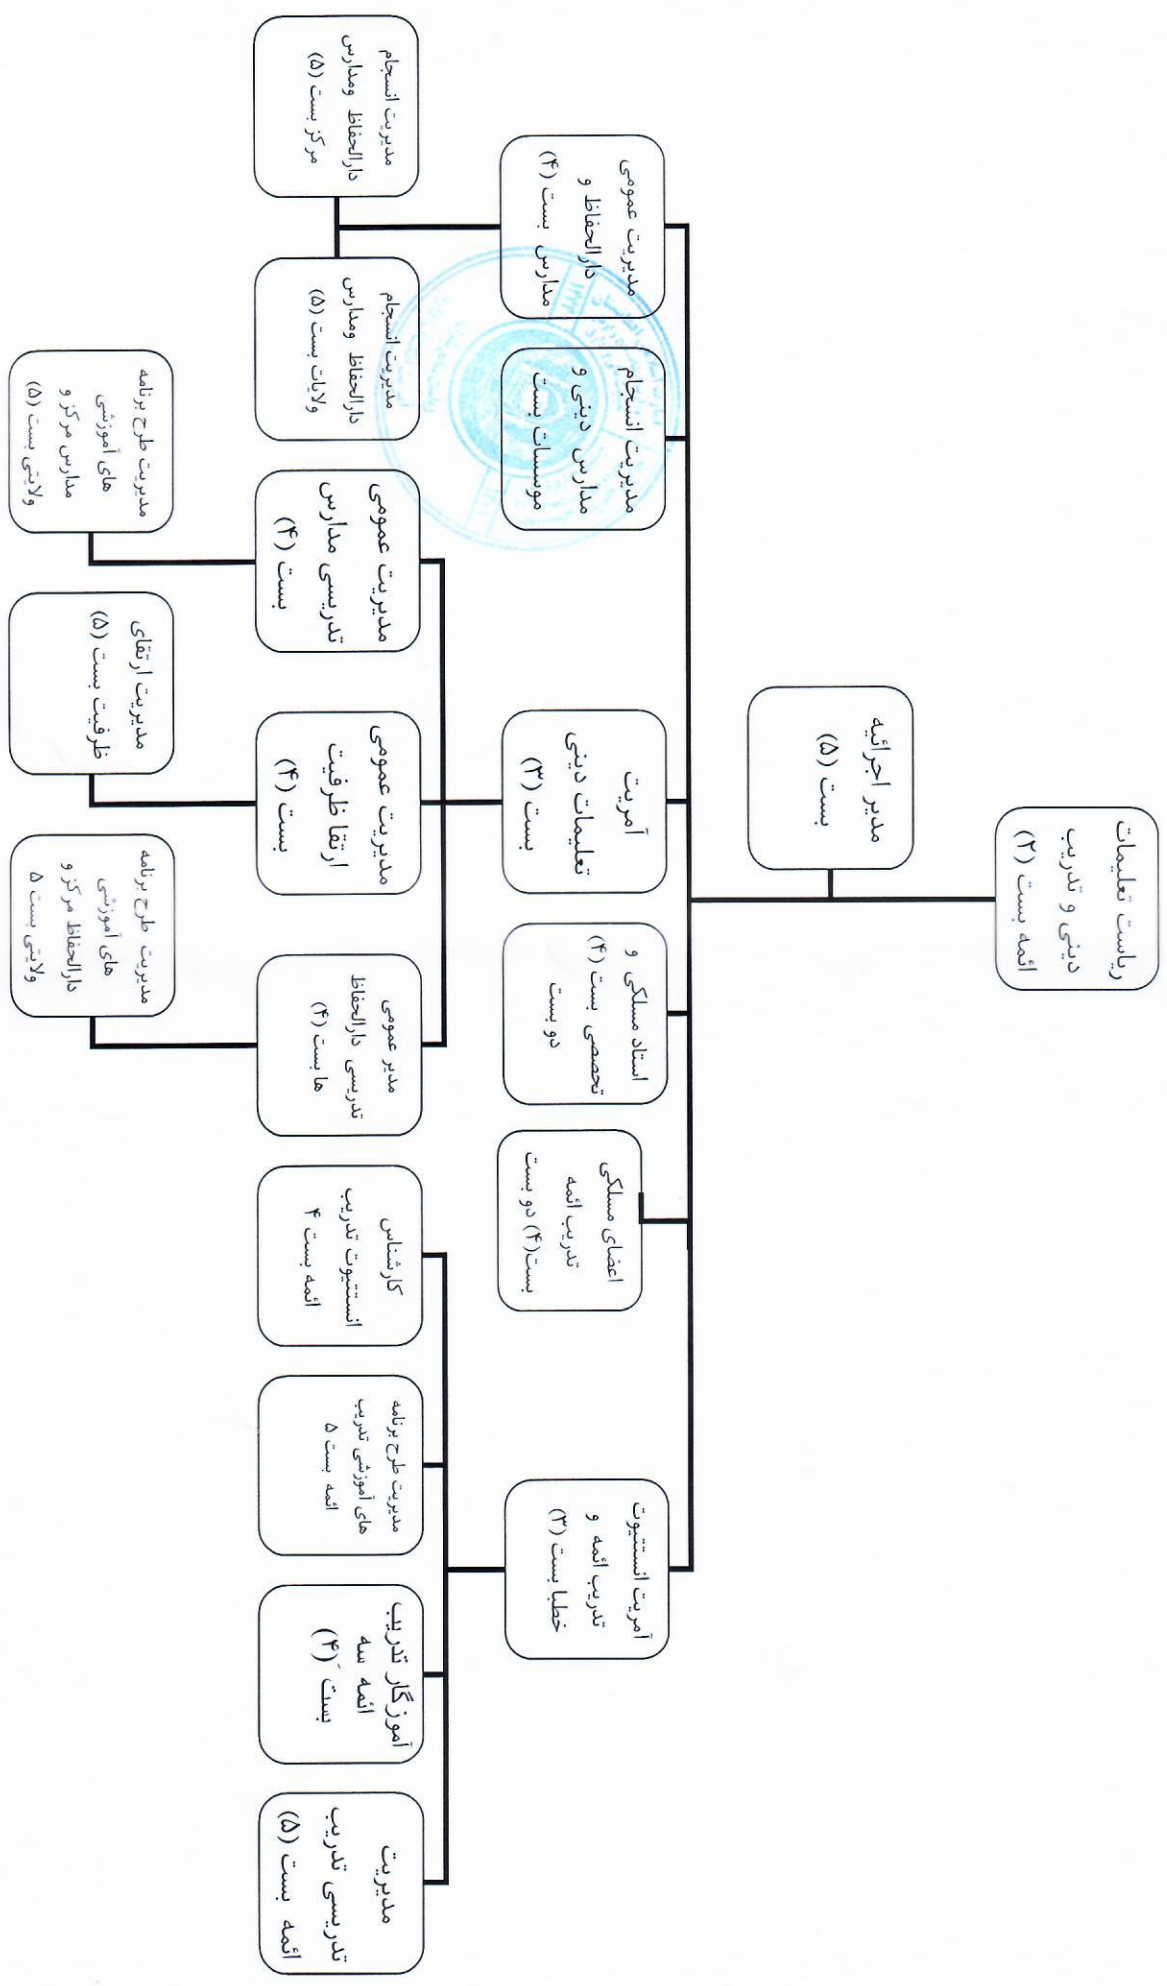 ریاست تعلیمات
دینی و تدریب
ائمه بست (۲)
مدیر اجرائیه
بست (۵)
مدیریت عمومی
دارالحفاظ و
مدارس بست (۴)
مدیریت انسجام
مدارس دینی و
موسسات بست
آمریت
تعلیمات دینی
بست (۳)
استاد مسلکی و
تخصصی بست (۴)
دو بست
اعضای مسلکی
تدریب ائمه
بست(۴) دو بست
آمریت انستتیوت
تدریب ائمه و
خطبا بست (۳)
مدیریت انسجام
دارالحفاظ ومدارس
مرکز بست (۵)
مدیریت انسجام
دارالحفاظ ومدارس
ولایات بست (۵)
مدیریت عمومی
تدریسی مدارس
بست (۴)
مدیریت عمومی
ارتقا ظرفیت
بست (۴)
مدیر عمومی
تدریسی دارالحفاظ
ها بست (۴)
کارشناس
انستتیوت تدریب
ائمه بست ۴
مدیریت طرح برنامه
های آموزشی تدریب
ائمه بست ۵
آموزگار تدریب
ائمه سه
بست (۴)
مدیریت
تدریسی تدریب
ائمه بست (۵)
مدیریت طرح برنامه
های آموزشی
مدارس مرکز و
ولایتی بست (۵)
مدیریت ارتقای
ظرفیت بست (۵)
مدیریت طرح برنامه
های آموزشی
دارالحفاظ مرکز و
ولایتی بست ۵